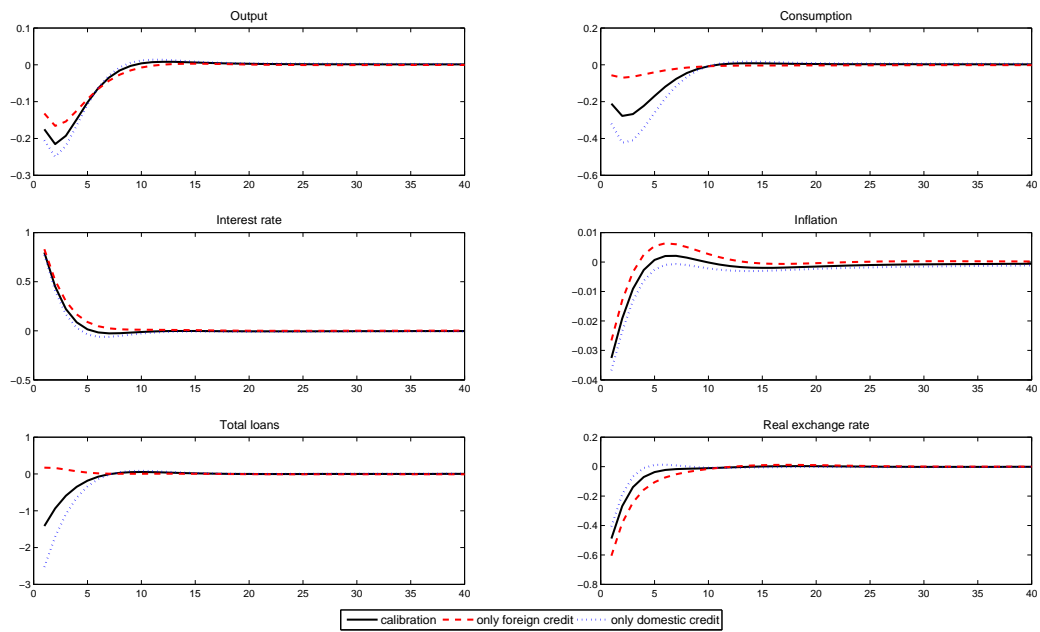 Output
0.1
0
−0.1
−0.2
−0.3
0 5 10 15 20 25 30 35 40
Consumption
0.2
0
−0.2
−0.4
−0.6
0 5 10 15 20 25 30 35 40
Interest rate
1
0.5
0
−0.5
0 5 10 15 20 25 30 35 40
Inflation
0.01
0
−0.01
−0.02
−0.03
−0.04
0 5 10 15 20 25 30 35 40
Total loans
1
0
−1
−2
−3
0 5 10 15 20 25 30 35 40
Real exchange rate
0.2
0
−0.2
−0.4
−0.6
−0.8
0 5 10 15 20 25 30 35 40
calibration only foreign credit only domestic credit